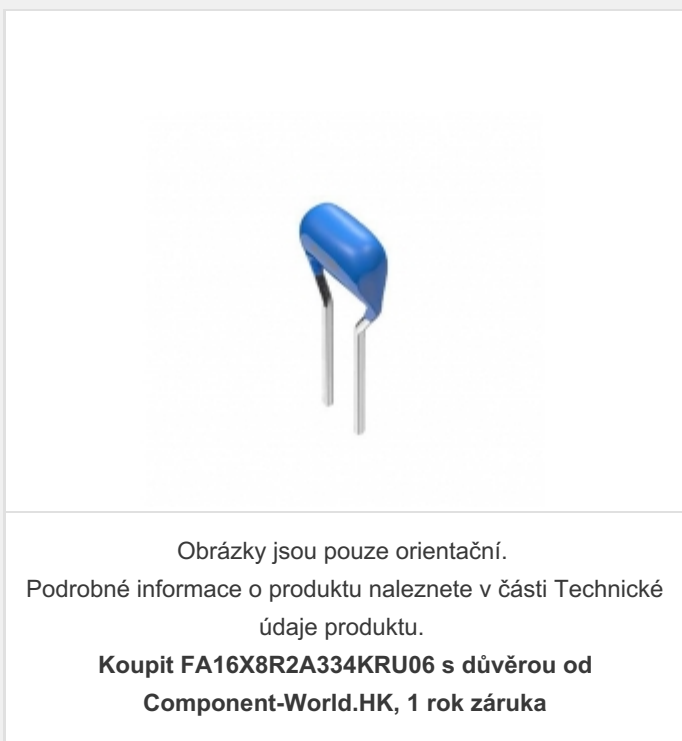 Obrázky jsou pouze orientační.
Podrobné informace o produktu naleznete v části Technické
údaje produktu.
Koupit FA16X8R2A334KRU06 s důvěrou od
Component-World.HK, 1 rok záruka